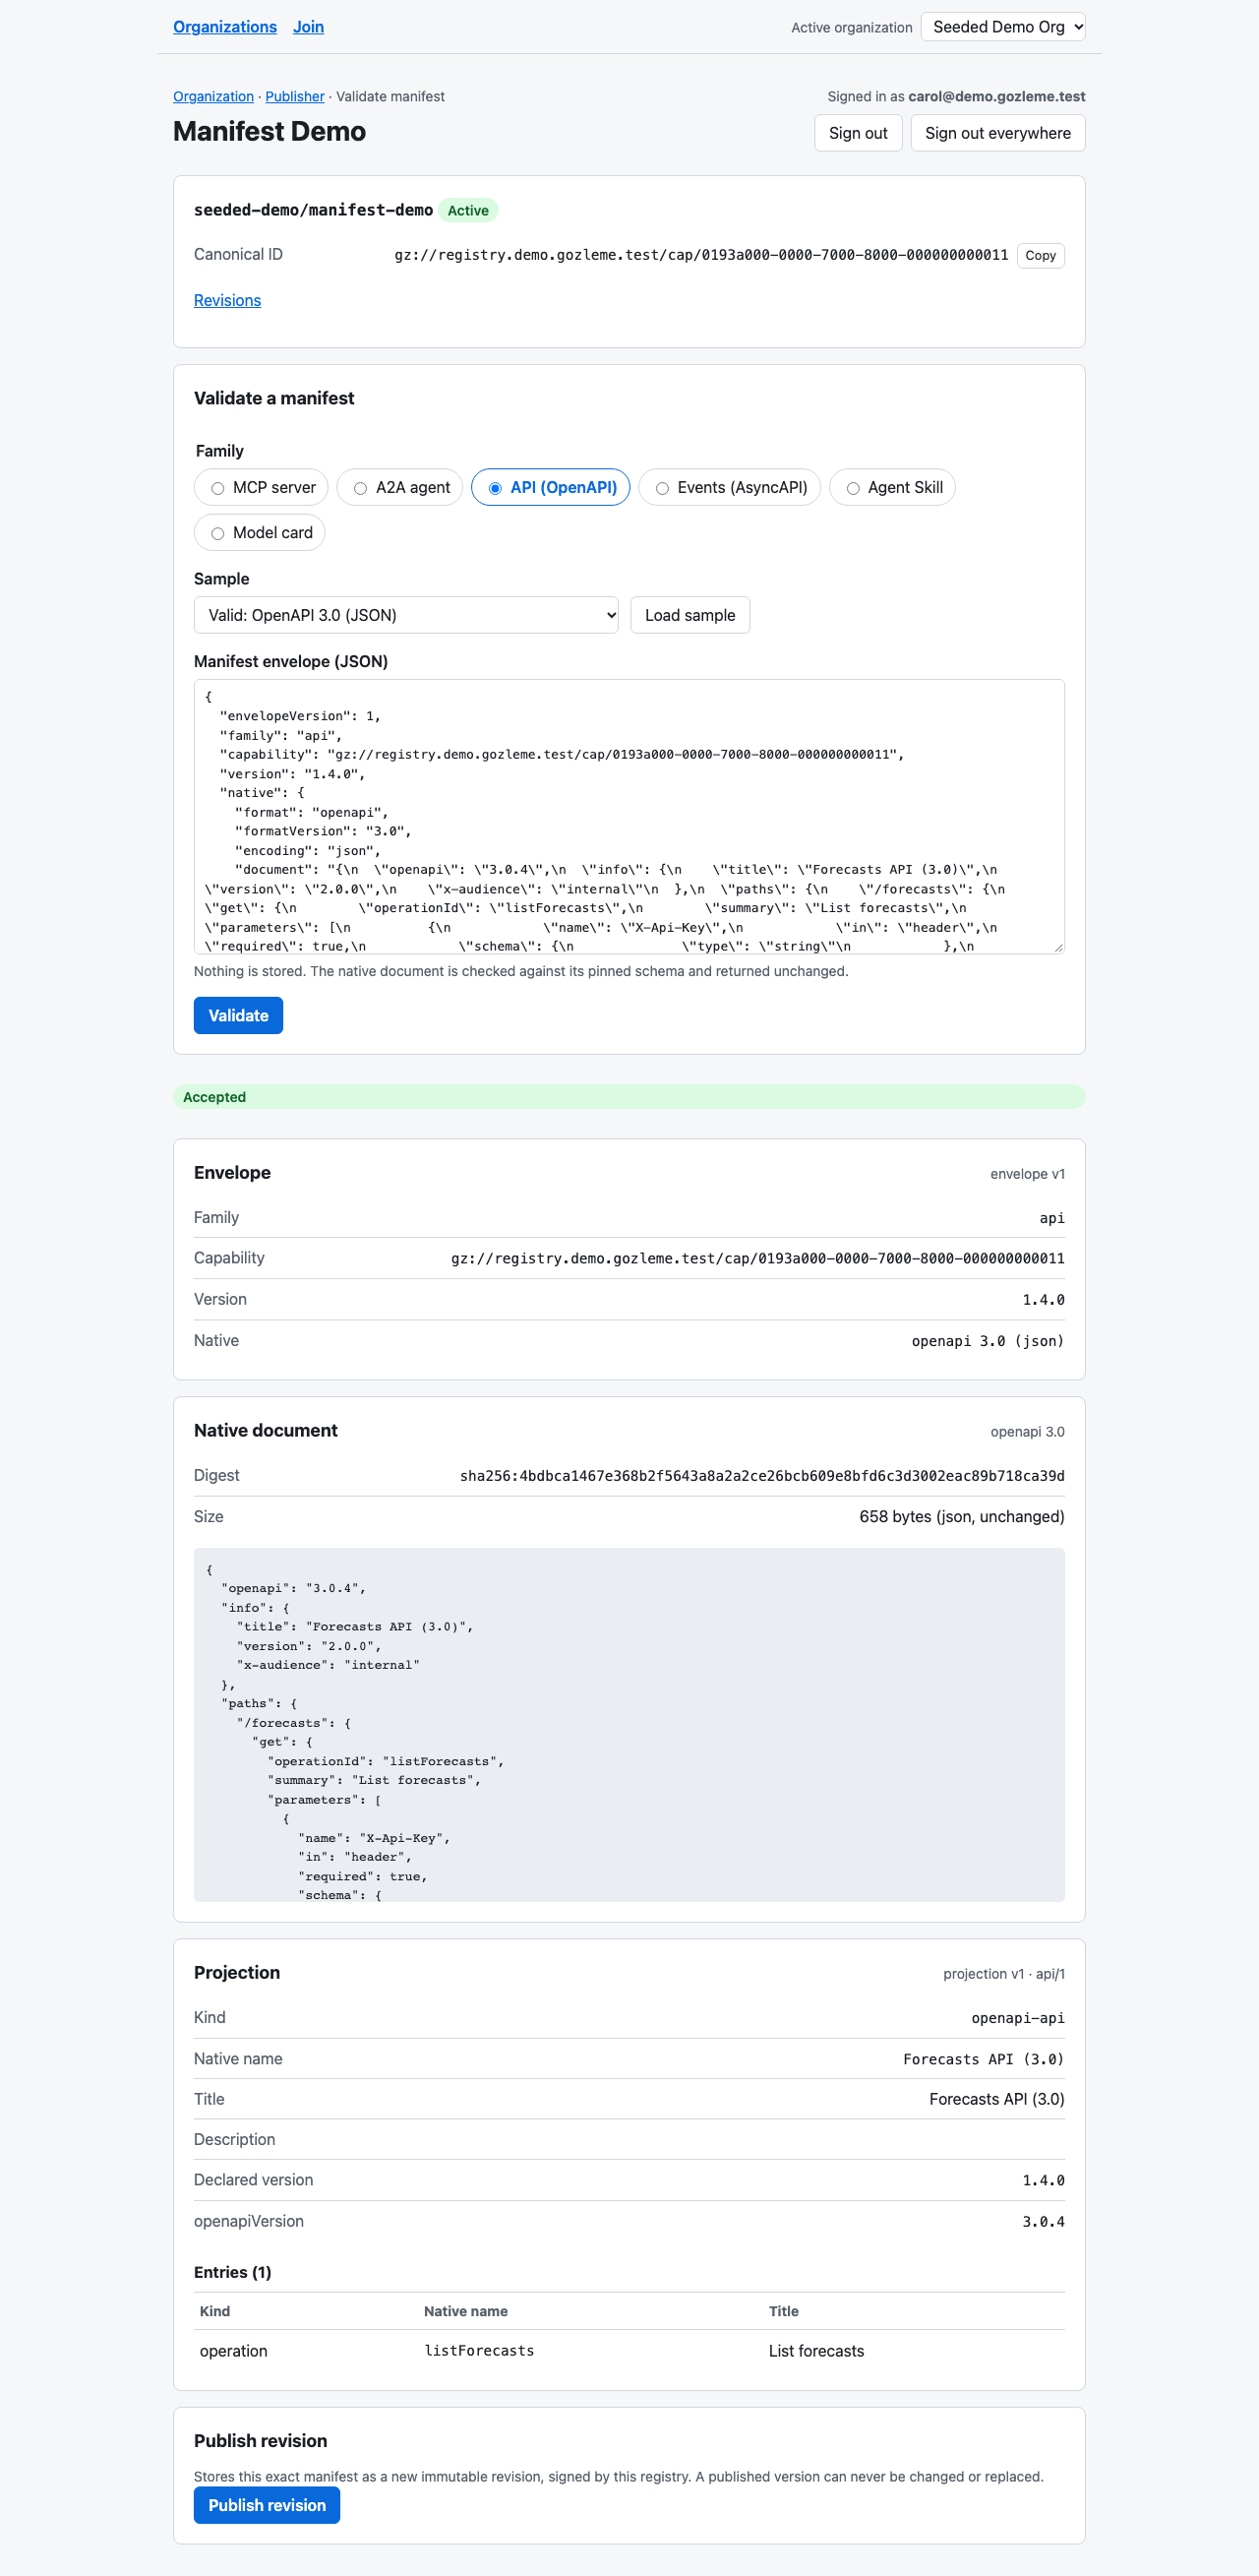 Organizations Join Active organization Seeded Demo Org
Organization · Publisher · Validate manifest Signed in as carol@demo.gozleme.test
Manifest Demo Sign out Sign out everywhere
seeded-demo/manifest-demo Active
Canonical ID gz://registry.demo.gozleme.test/cap/0193a000-0000-7000-8000-000000000011 Copy
Revisions
Validate a manifest
Family
MCP server A2A agent API (OpenAPI) Events (AsyncAPI) Agent Skill
Model card
Sample
Valid: OpenAPI 3.0 (JSON) Load sample
Manifest envelope (JSON)
{
  "envelopeVersion": 1,
  "family": "api",
  "capability": "gz://registry.demo.gozleme.test/cap/0193a000-0000-7000-8000-000000000011",
  "version": "1.4.0",
  "native": {
    "format": "openapi",
    "formatVersion": "3.0",
    "encoding": "json",
    "document": "{\n  \"openapi\": \"3.0.4\",\n  \"info\": {\n    \"title\": \"Forecasts API (3.0)\",\n
\"version\": \"2.0.0\",\n    \"x-audience\": \"internal\"\n  },\n  \"paths\": {\n    \"/forecasts\": {\n
\"get\": {\n        \"operationId\": \"listForecasts\",\n        \"summary\": \"List forecasts\",\n
\"parameters\": [\n          {\n            \"name\": \"X-Api-Key\",\n            \"in\": \"header\",\n
\"required\": true,\n            \"schema\": {\n              \"type\": \"string\"\n            },\n
Nothing is stored. The native document is checked against its pinned schema and returned unchanged.
Validate
Accepted
Envelope envelope v1
Family api
Capability gz://registry.demo.gozleme.test/cap/0193a000-0000-7000-8000-000000000011
Version 1.4.0
Native openapi 3.0 (json)
Native document openapi 3.0
Digest sha256:4bdbca1467e368b2f5643a8a2a2ce26bcb609e8bfd6c3d3002eac89b718ca39d
Size 658 bytes (json, unchanged)
{
  "openapi": "3.0.4",
  "info": {
    "title": "Forecasts API (3.0)",
    "version": "2.0.0",
    "x-audience": "internal"
  },
  "paths": {
    "/forecasts": {
      "get": {
        "operationId": "listForecasts",
        "summary": "List forecasts",
        "parameters": [
          {
            "name": "X-Api-Key",
            "in": "header",
            "required": true,
            "schema": {
Projection projection v1 · api/1
Kind openapi-api
Native name Forecasts API (3.0)
Title Forecasts API (3.0)
Description
Declared version 1.4.0
openapiVersion 3.0.4
Entries (1)
Kind Native name Title
operation listForecasts List forecasts
Publish revision
Stores this exact manifest as a new immutable revision, signed by this registry. A published version can never be changed or replaced.
Publish revision